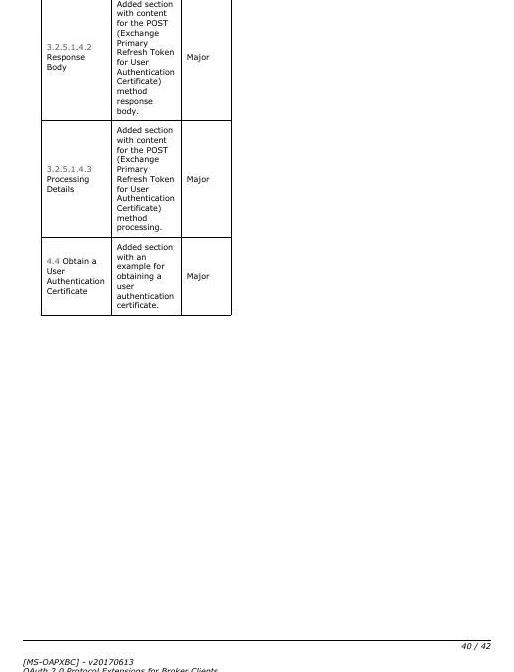 3.2.5.1.4.2
Response
Body
Added section
with content
for the POST
(Exchange
Primary
Refresh Token
for User
Authentication
Certificate)
method
response
body.
Major
3.2.5.1.4.3
Processing
Details
Added section
with content
for the POST
(Exchange
Primary
Refresh Token
for User
Authentication
Certificate)
method
processing.
Major
4.4 Obtain a
User
Authentication
Certificate
Added section
with an
example for
obtaining a
user
authentication
certificate.
Major
40 / 42
[MS-OAPXBC] - v20170613
OAuth 2.0 Protocol Extensions for Broker Clients